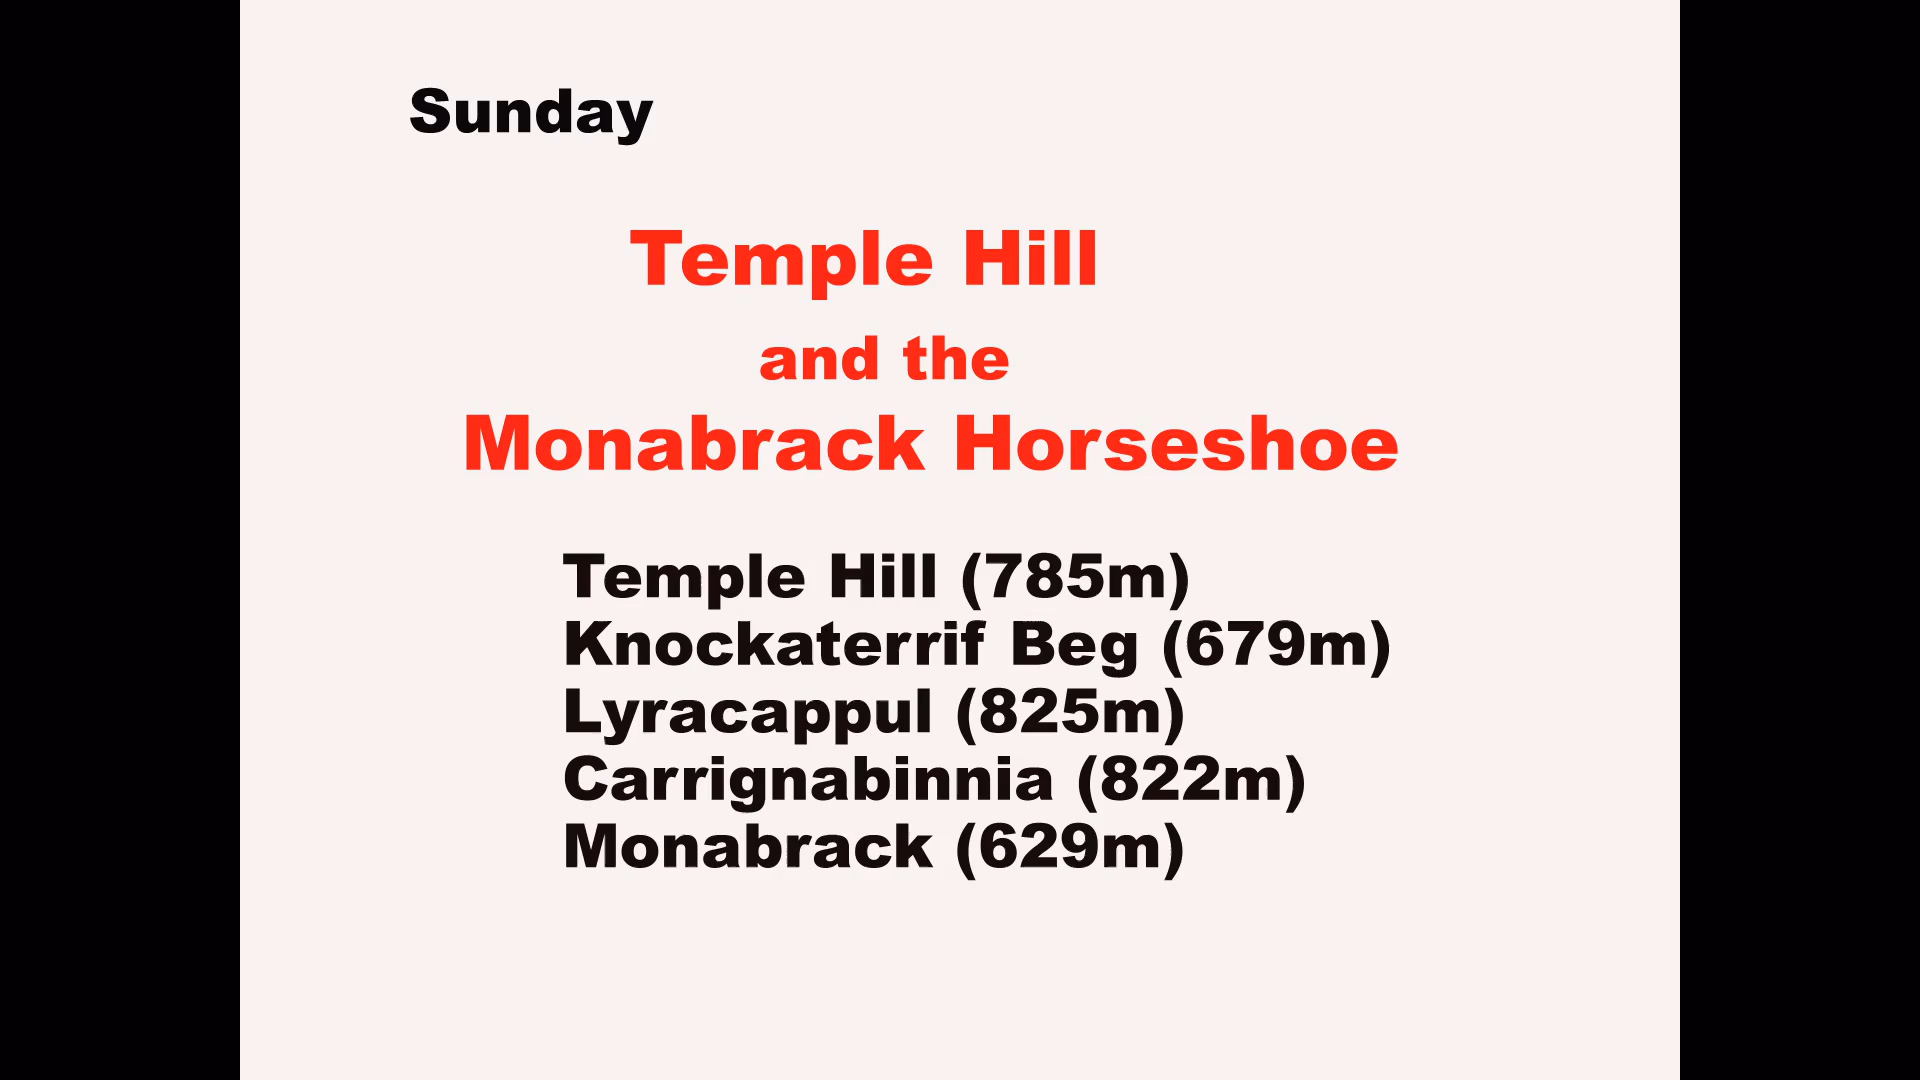 Sunday
Temple Hill
and the
Monabrack Horseshoe
Temple Hill (785m)
Knockaterrif Beg (679m)
Lyracappul (825m)
Carrignabinnia (822m)
Monabrack (629m)